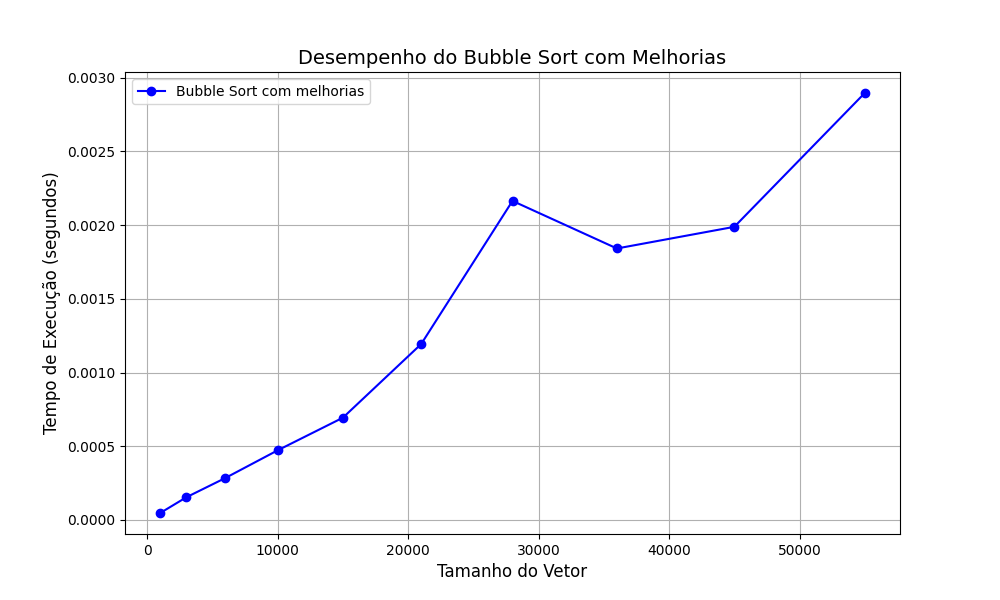 Desempenho do Bubble Sort com Melhorias
Bubble Sort com melhorias
Tempo de Execução (segundos)
0.0030
0.0025
0.0020
0.0015
0.0010
0.0005
0.0000
0 10000 20000 30000 40000 50000
Tamanho do Vetor